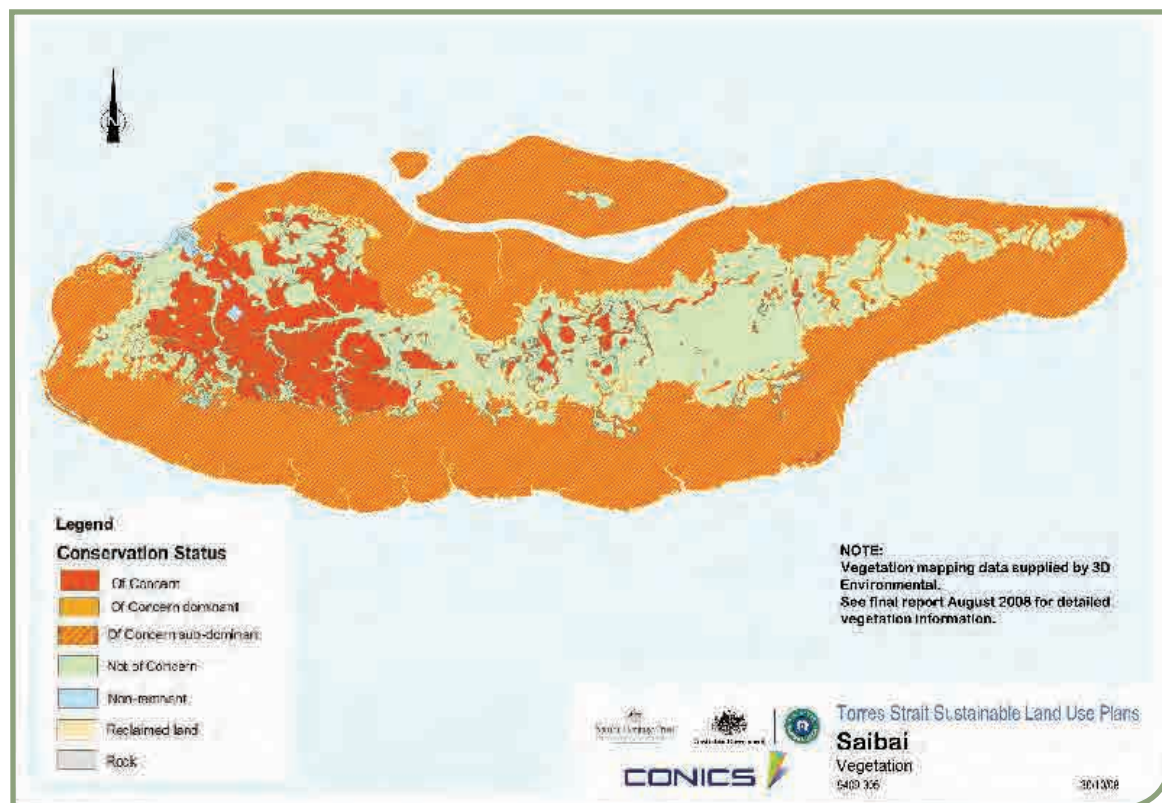 N
Legend
Conservation Status
Of Concern
Of Concern dominant
Of Concern sub-dominant
Not of Concern
Non-remnant
Reclaimed land
Rock
NOTE:
Vegetation mapping data supplied by 3D
Environmental.
See final report August 2008 for detailed
vegetation information.
Torres Strait Sustainable Land Use Plans
Saibai
Vegetation
CONICS